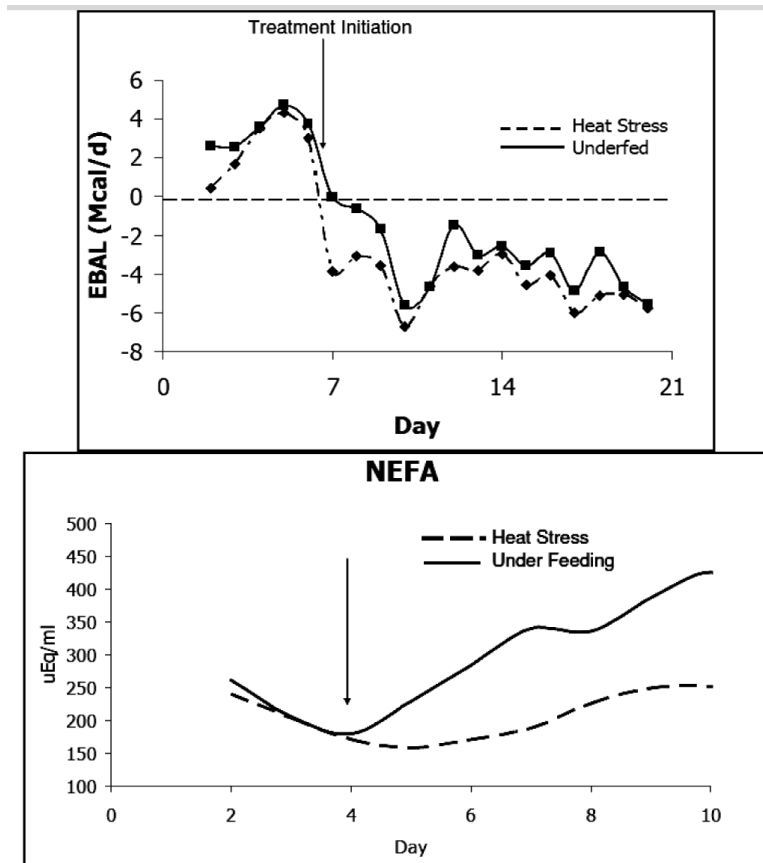 Treatment Initiation
6
4
2
0
-2
-4
-6
-8
EBAL (Mcal/d)
Heat Stress
Underfed
0 7 14 21
Day
NEFA
500
450
400
350
300
250
200
150
100
uEq/ml
Heat Stress
Under Feeding
0 2 4 6 8 10
Day